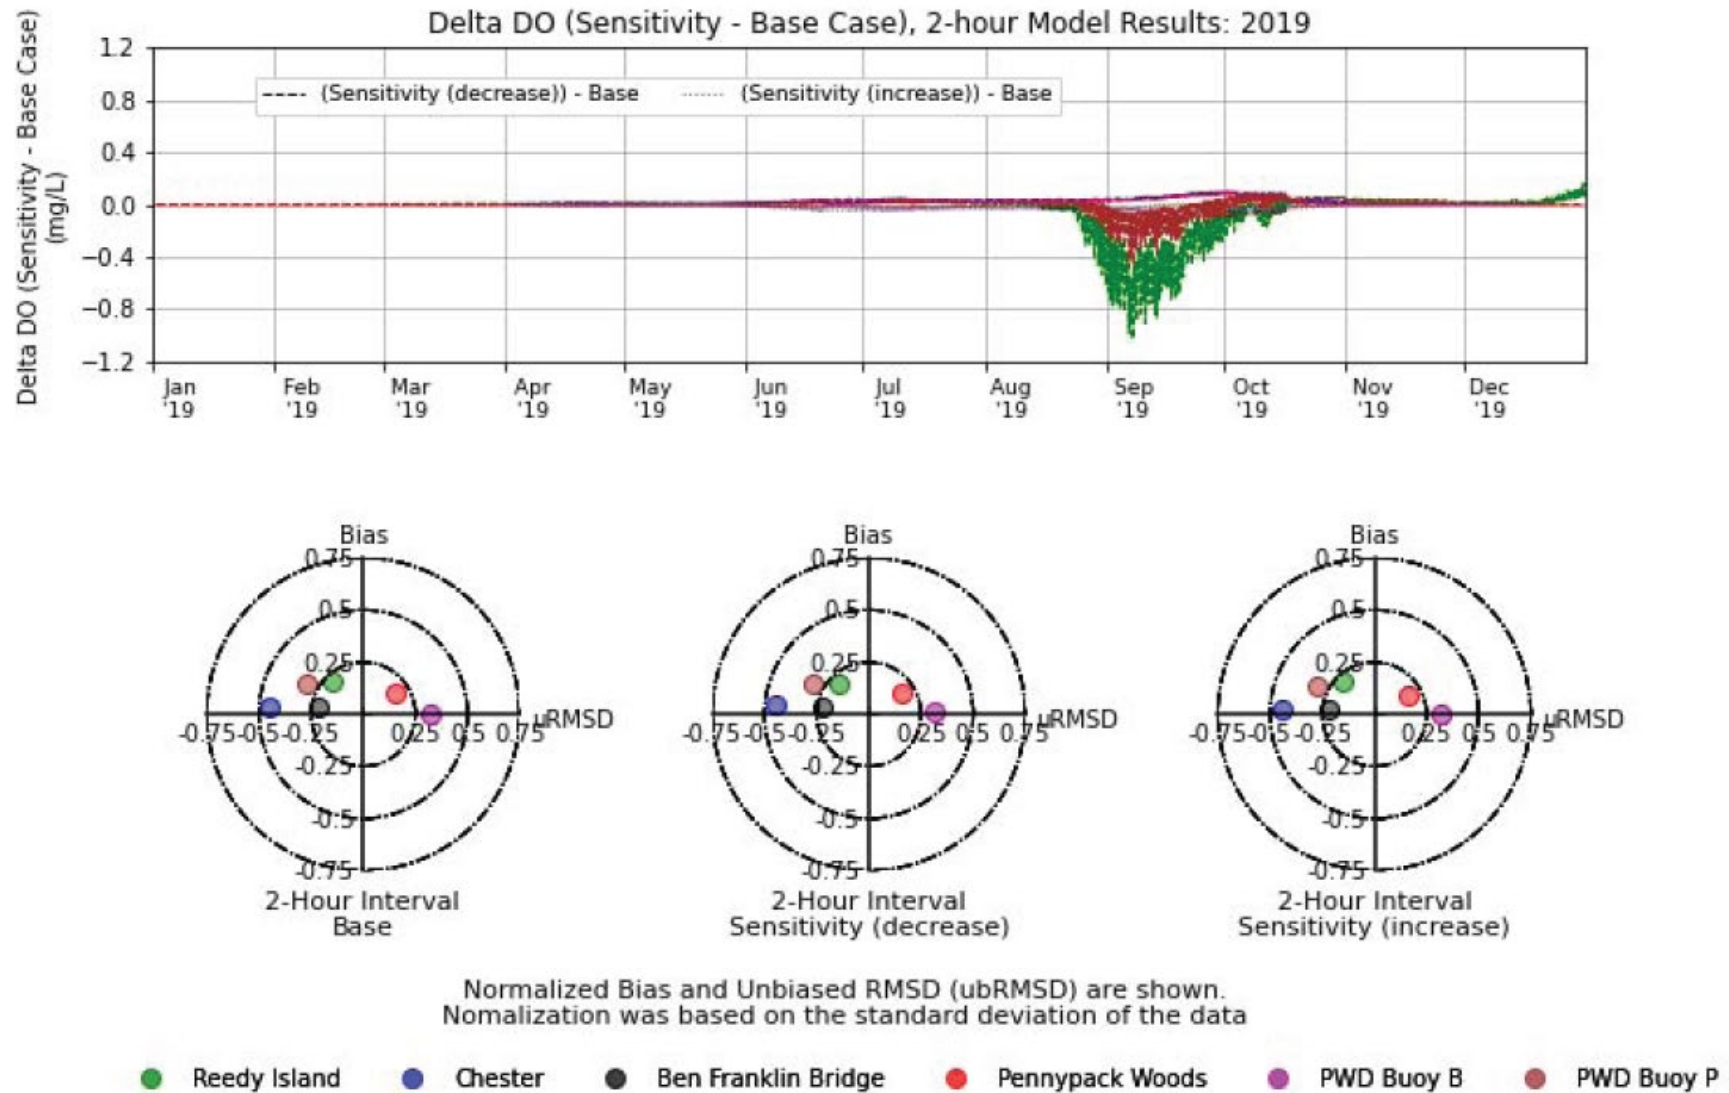 Delta DO (Sensitivity - Base Case), 2-hour Model Results: 2019
Delta DO (Sensitivity - Base Case)
(mg/L)
1.2
0.8
0.4
0.0
−0.4
−0.8
−1.2
(Sensitivity (decrease)) - Base
(Sensitivity (increase)) - Base
Jan Feb Mar Apr May Jun Jul Aug Sep Oct Nov Dec
'19 '19 '19 '19 '19 '19 '19 '19 '19 '19 '19 '19
Bias
0.75
0.5
0.25
-0.75 -0.5 -0.25 0.25 0.5 0.75
uRMSD
-0.25
-0.5
-0.75
2-Hour Interval
Base
Bias
0.75
0.5
0.25
-0.75 -0.5 -0.25 0.25 0.5 0.75
uRMSD
-0.25
-0.5
-0.75
2-Hour Interval
Sensitivity (decrease)
Bias
0.75
0.5
0.25
-0.75 -0.5 -0.25 0.25 0.5 0.75
uRMSD
-0.25
-0.5
-0.75
2-Hour Interval
Sensitivity (increase)
Normalized Bias and Unbiased RMSD (ubRMSD) are shown.
Nomalization was based on the standard deviation of the data
Reedy Island Chester Ben Franklin Bridge Pennypack Woods PWD Buoy B PWD Buoy P